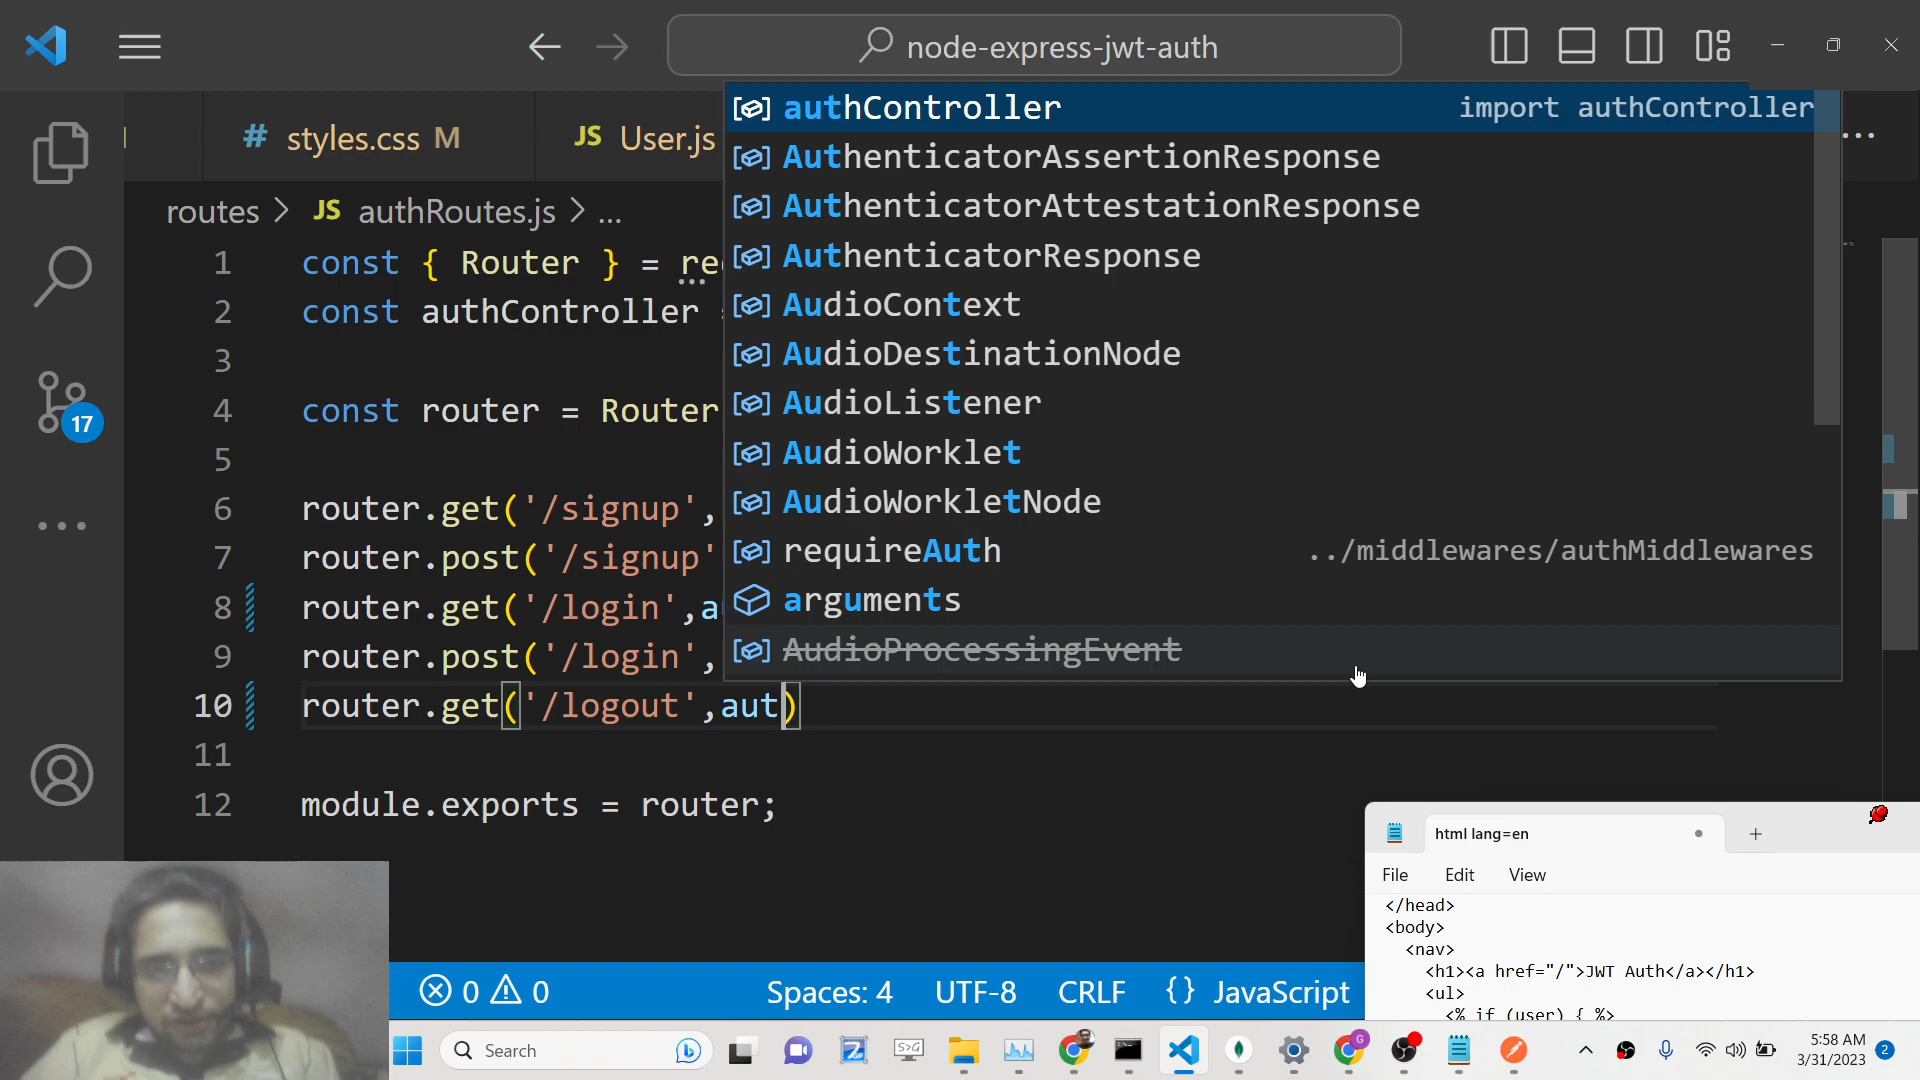 node-express-jwt-auth
# styles.css M
JS User.js
routes > JS authRoutes.js > ...
authController import authController
AuthenticatorAssertionResponse
AuthenticatorAttestationResponse
AuthenticatorResponse
AudioContext
AudioDestinationNode
AudioListener
AudioWorklet
AudioWorkletNode
requireAuth ../middlewares/authMiddlewares
arguments
AudioProcessingEvent
1 const { Router } = re
2 const authController
3
4 const router = Router
5
6 router.get('/signup',
7 router.post('/signup'
8 router.get('/login',a
9 router.post('/login',
10 router.get('/logout',aut)
11
12 module.exports = router;
17
0 0 Spaces: 4 UTF-8 CRLF {} JavaScript
html lang=en
File Edit View
</head>
<body>
<nav>
<h1><a href="/">JWT Auth</a></h1>
<ul>
<% if (user) { %>
Search
5:58 AM
3/31/2023
2